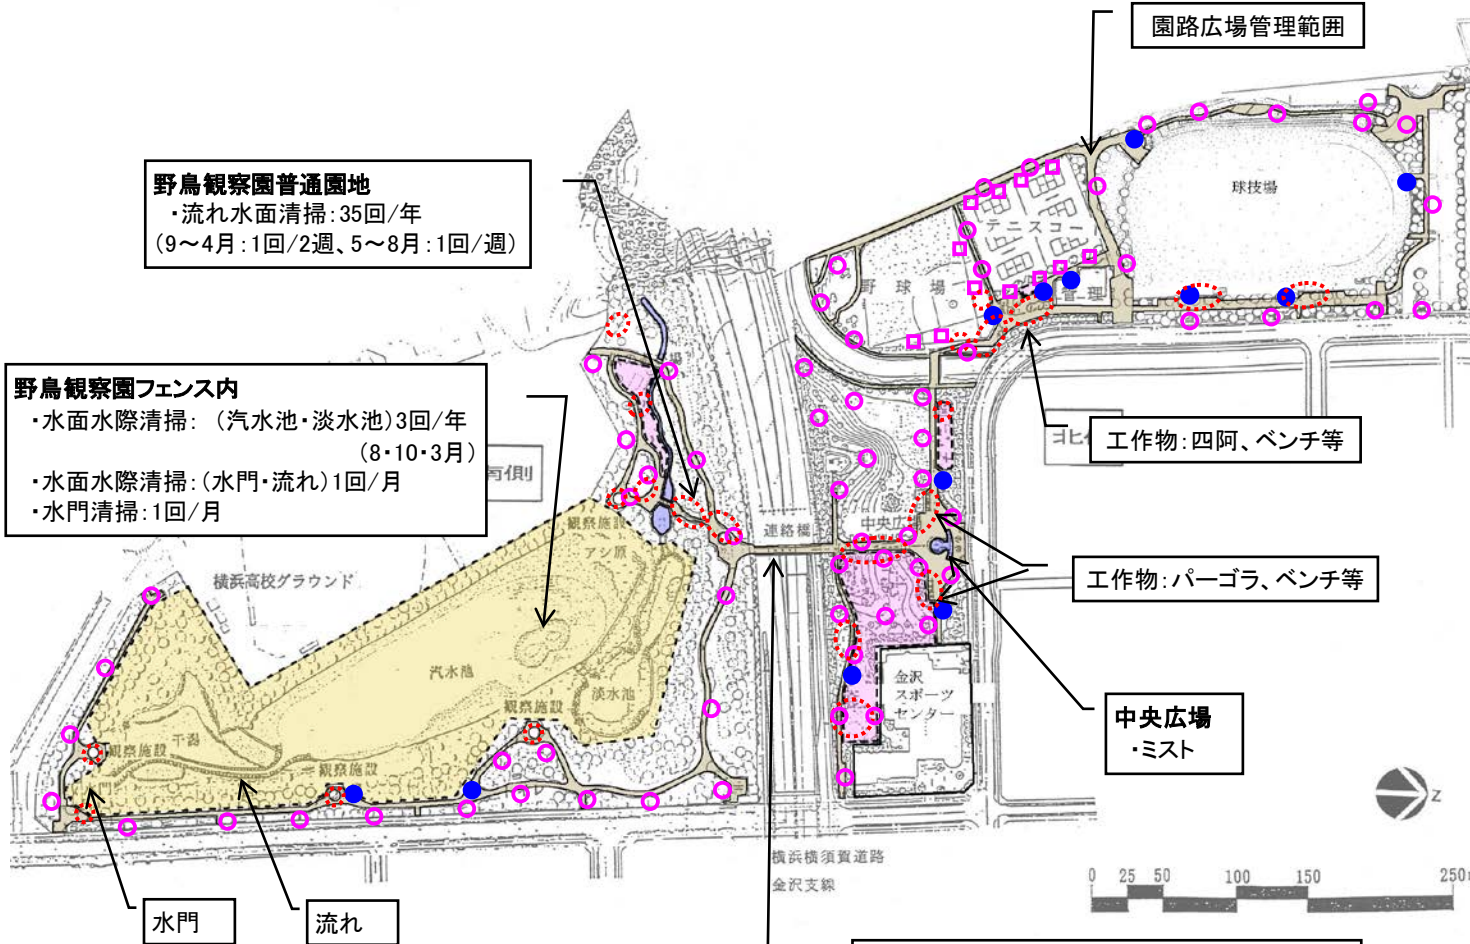 園路広場管理範囲
野鳥観察園普通園地
・流れ水面清掃：35回/年
（9～4月：1回/2週、5～8月：1回/週）
球技場
テニスコー
野球場
管理
野鳥観察園フェンス内
・水面水際清掃：（汽水池・淡水池）3回/年
（8・10・3月）
・水面水際清掃：（水門・流れ）1回/月
・水門清掃：1回/月
南側
工作物：四阿、ベンチ等
観察施設
アシ原
連絡橋
中央広
横浜高校グラウンド
工作物：パーゴラ、ベンチ等
汽水池
淡水池
観察施設
金沢
スポーツ
センター
中央広場
・ミスト
干潟
観察施設
観察施設
Z
横浜横須賀道路
金沢支線
0 25 50 100 150 250
水門
流れ